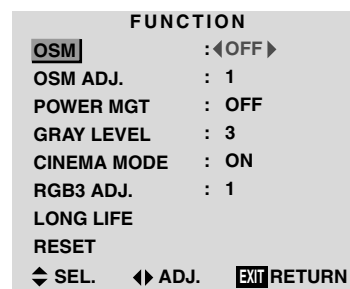 FUNCTION
OSM : ◀OFF▶
OSM ADJ. : 1
POWER MGT : OFF
GRAY LEVEL : 3
CINEMA MODE : ON
RGB3 ADJ. : 1
LONG LIFE
RESET
SEL. ADJ. EXIT RETURN